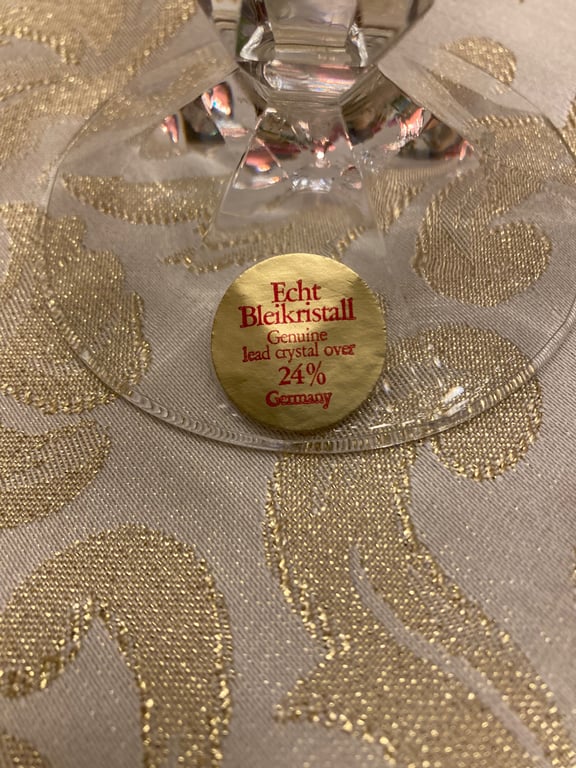 Echt
Bleikristall
Genuine
lead crystal over
24%
Germany